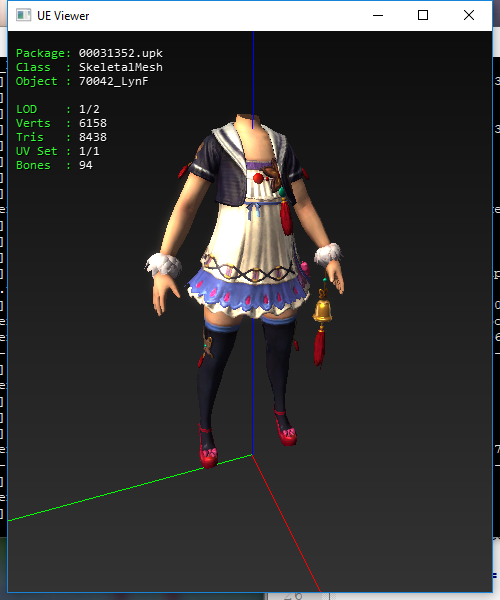 UE Viewer
Package: 00031352.upk
Class  : SkeletalMesh
Object : 70042_LynF
LOD    : 1/2
Verts  : 6158
Tris   : 8438
UV Set : 1/1
Bones  : 94